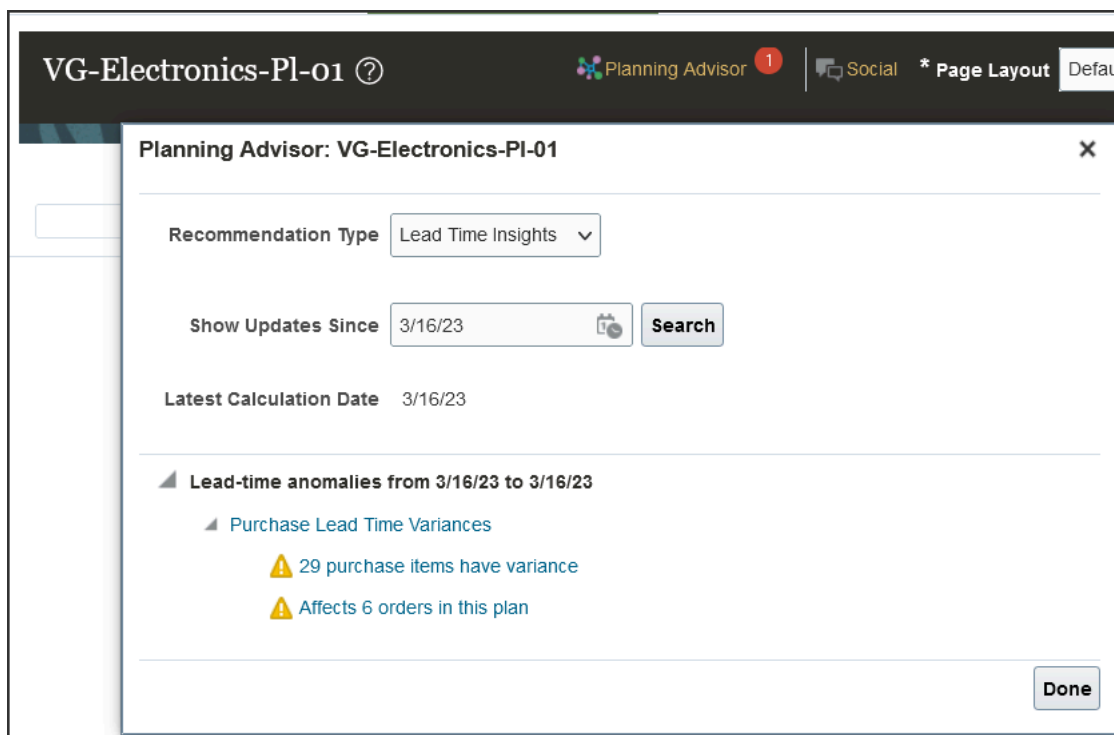 VG-Electronics-Pl-01 ?
Planning Advisor 1 Social * Page Layout Defau
Planning Advisor: VG-Electronics-Pl-01
Recommendation Type Lead Time Insights
Show Updates Since 3/16/23 Search
Latest Calculation Date 3/16/23
Lead-time anomalies from 3/16/23 to 3/16/23
Purchase Lead Time Variances
29 purchase items have variance
Affects 6 orders in this plan
Done